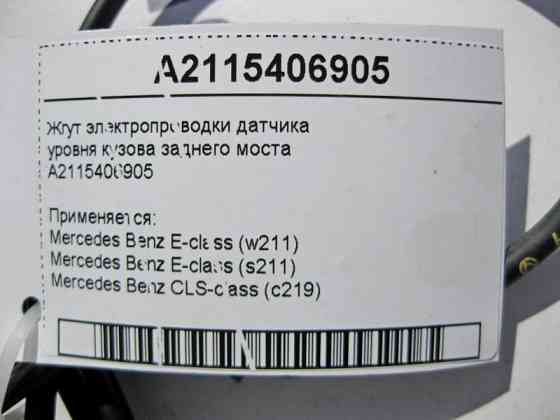 A2115406905
Жгут электропроводки датчика
уровня кузова заднего моста
A2115406905
Применяется:
Mercedes Benz E-class (w211)
Mercedes Benz E-class (s211)
Mercedes Benz CLS-class (c219)